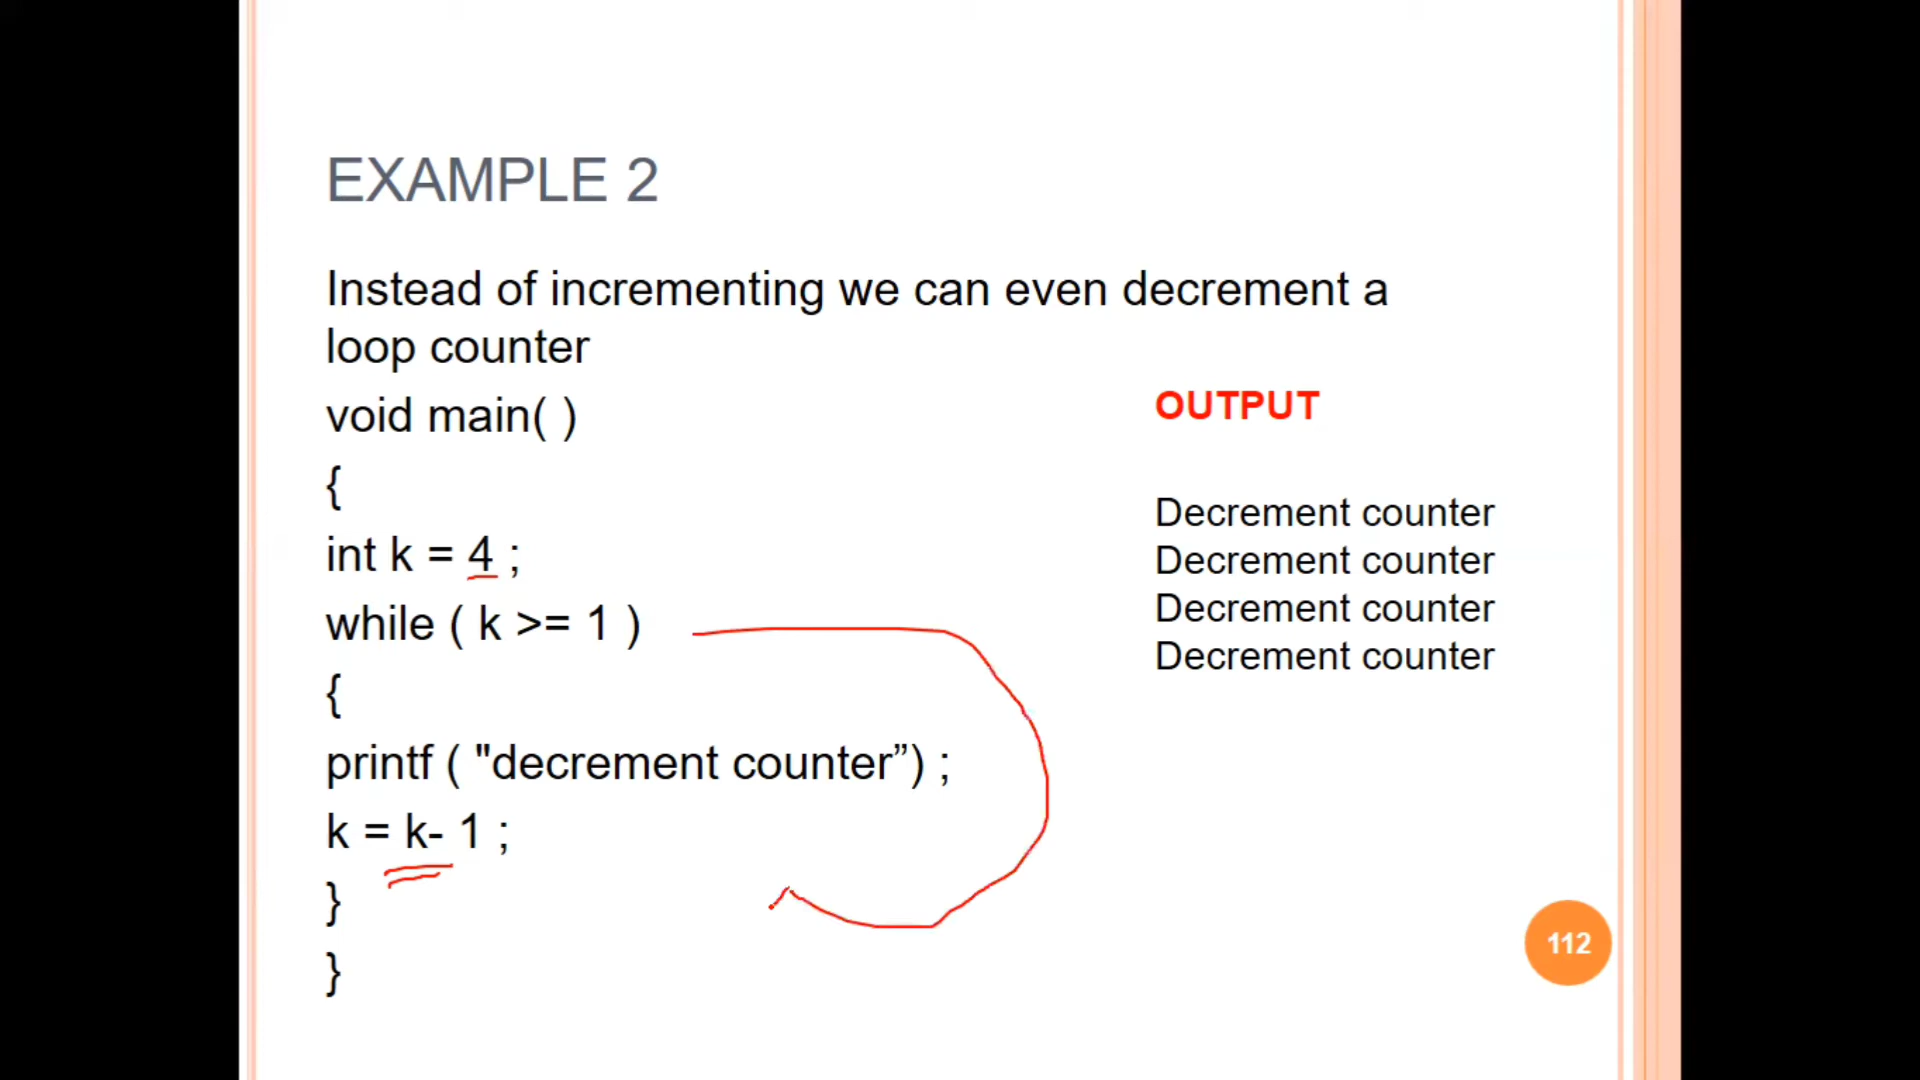 EXAMPLE 2
Instead of incrementing we can even decrement a
loop counter
void main( )
{
int k = 4 ;
while ( k >= 1 )
{
printf ( "decrement counter”) ;
k = k- 1 ;
}
}
OUTPUT
Decrement counter
Decrement counter
Decrement counter
Decrement counter
112